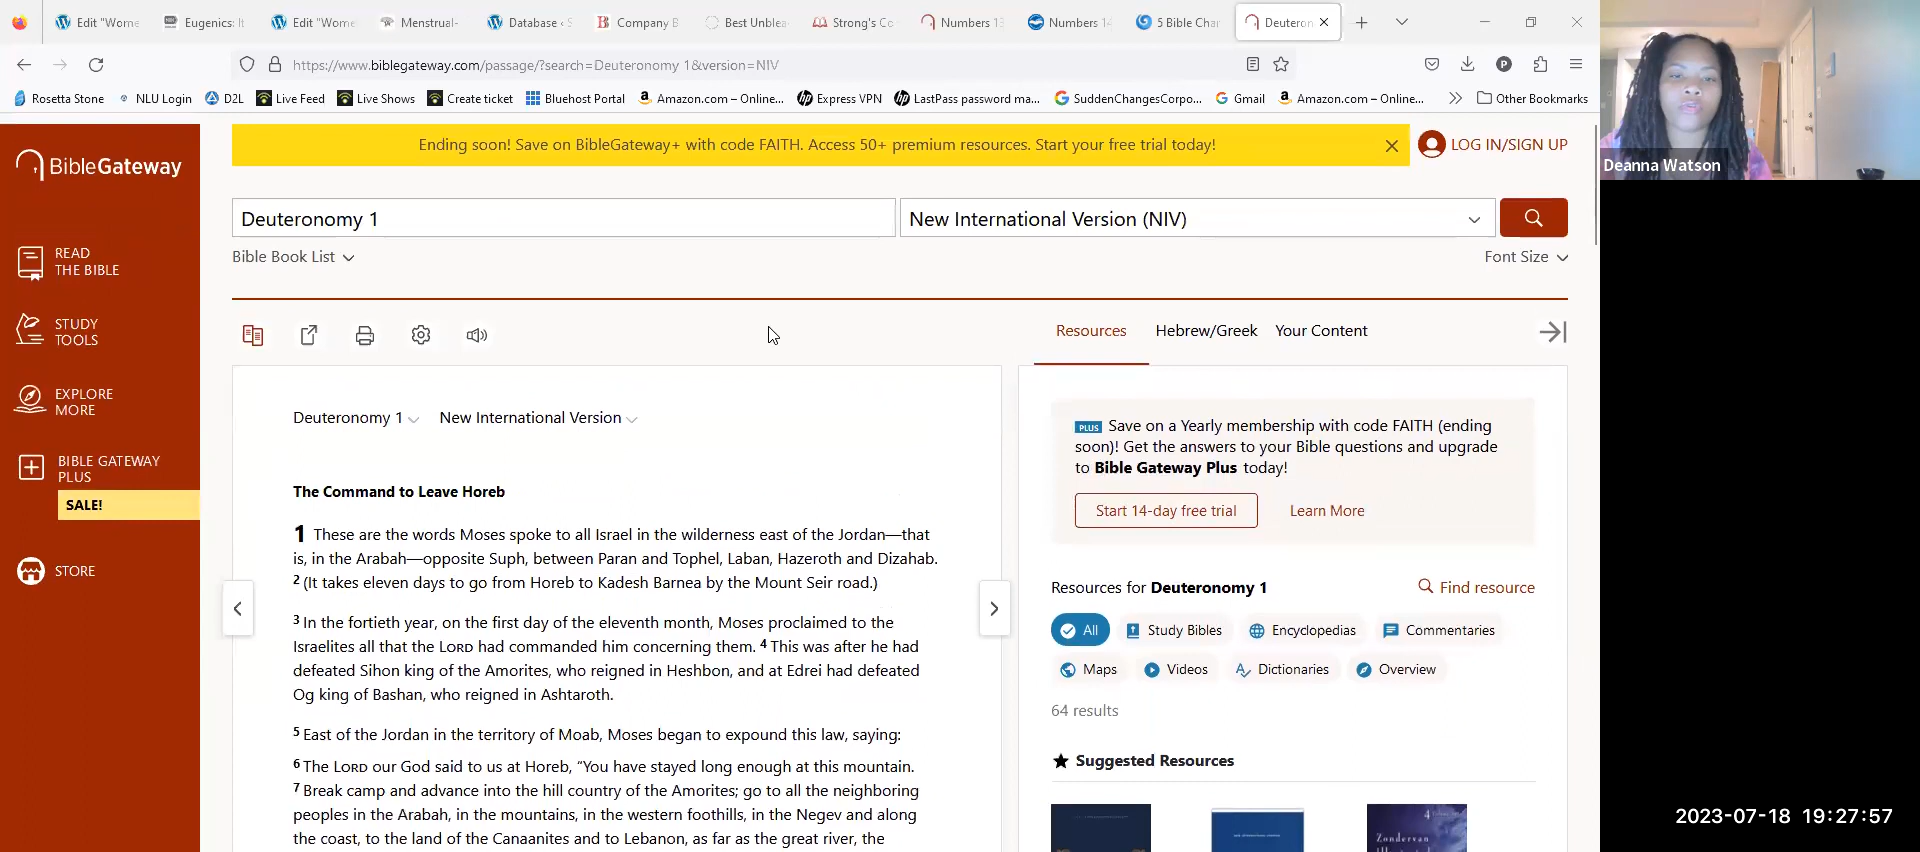 Edit "Wome
Eugenics: It
Edit "Wome
Menstrual-
Database ‹ S
Company B
Best Unblea
Strong's Co
Numbers 13
Numbers 14
5 Bible Char
Deuteron
https://www.biblegateway.com/passage/?search=Deuteronomy 1&version=NIV
Rosetta Stone
NLU Login
D2L
Live Feed
Live Shows
Create ticket
Bluehost Portal
Amazon.com – Online...
Express VPN
LastPass password ma...
SuddenChangesCorpo...
Gmail
Amazon.com – Online...
Other Bookmarks
Deanna Watson
BibleGateway
READ
THE BIBLE
STUDY
TOOLS
EXPLORE
MORE
BIBLE GATEWAY
PLUS
SALE!
STORE
Ending soon! Save on BibleGateway+ with code FAITH. Access 50+ premium resources. Start your free trial today!
LOG IN/SIGN UP
Deuteronomy 1
New International Version (NIV)
Bible Book List
Font Size
Resources
Hebrew/Greek
Your Content
Deuteronomy 1
New International Version
The Command to Leave Horeb
1 These are the words Moses spoke to all Israel in the wilderness east of the Jordan—that
is, in the Arabah—opposite Suph, between Paran and Tophel, Laban, Hazeroth and Dizahab.
2 (It takes eleven days to go from Horeb to Kadesh Barnea by the Mount Seir road.)
3 In the fortieth year, on the first day of the eleventh month, Moses proclaimed to the
Israelites all that the LORD had commanded him concerning them. 4 This was after he had
defeated Sihon king of the Amorites, who reigned in Heshbon, and at Edrei had defeated
Og king of Bashan, who reigned in Ashtaroth.
5 East of the Jordan in the territory of Moab, Moses began to expound this law, saying:
6 The LORD our God said to us at Horeb, “You have stayed long enough at this mountain.
7 Break camp and advance into the hill country of the Amorites; go to all the neighboring
peoples in the Arabah, in the mountains, in the western foothills, in the Negev and along
the coast, to the land of the Canaanites and to Lebanon, as far as the great river, the
PLUS Save on a Yearly membership with code FAITH (ending
soon)! Get the answers to your Bible questions and upgrade
to Bible Gateway Plus today!
Start 14-day free trial
Learn More
Resources for Deuteronomy 1
Find resource
All
Study Bibles
Encyclopedias
Commentaries
Maps
Videos
Dictionaries
Overview
64 results
Suggested Resources
4
Zondervan
2023-07-18 19:27:57